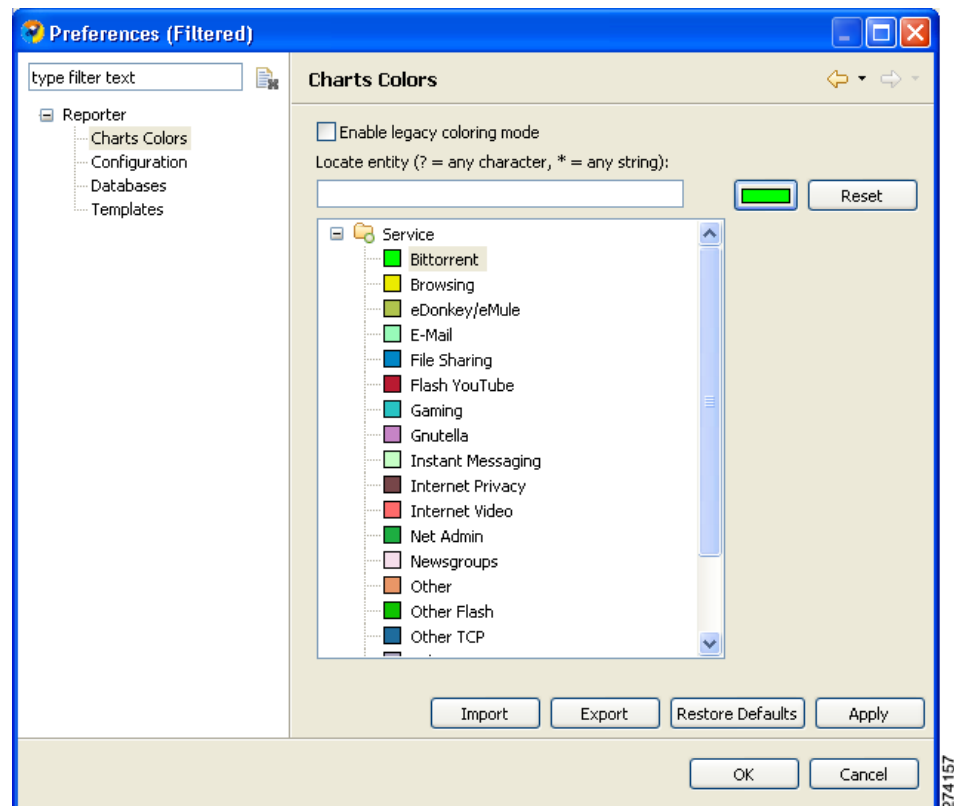 Preferences (Filtered)
type filter text
Reporter
Charts Colors
Configuration
Databases
Templates
Charts Colors
Enable legacy coloring mode
Locate entity (? = any character, * = any string):
Reset
Service
Bittorrent
Browsing
eDonkey/eMule
E-Mail
File Sharing
Flash YouTube
Gaming
Gnutella
Instant Messaging
Internet Privacy
Internet Video
Net Admin
Newsgroups
Other
Other Flash
Other TCP
Import Export Restore Defaults Apply
OK Cancel
274157